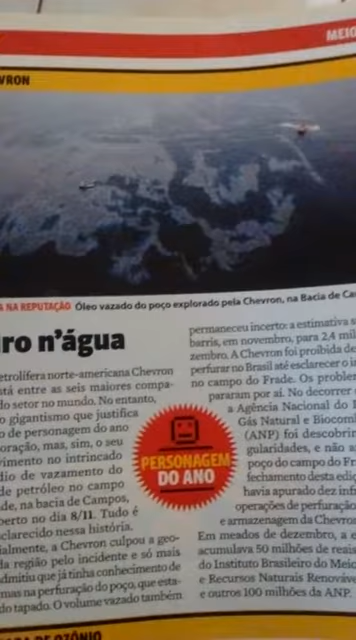 MEIO
VRON
NA REPUTAÇÃO Óleo vazado do poço explorado pela Chevron, na Bacia de Ca
ro n'água
etrolífera norte-americana Chevron
stá entre as seis maiores compa-
do setor no mundo. No entanto,
o gigantismo que justifica
o de personagem do ano
oração, mas, sim, o seu
vimento no intrincado
dio de vazamento do
de petróleo no campo
de, na bacia de Campos,
berto no dia 8/11. Tudo é
sclarecido nessa história.
ialmente, a Chevron culpou a geo-
da região pelo incidente e só mais
dmitiu que já tinha conhecimento de
mas na perfuração do poço, que esta-
do tapado. O volume vazado também
PERSONAGEM
DO ANO
permaneceu incerto: a estimativa s
barris, em novembro, para 2,4 mil
zembro. A Chevron foi proibida de
perfurar no Brasil até esclarecer o i
no campo do Frade. Os proble
pararam por aí. No decorrer
a Agência Nacional do
Gás Natural e Biocomb
(ANP) foi descobrin
gularidades, e não a
poço do campo do Fr
fechamento desta ediç
havia apurado dez infr
operações de perfuração
e armazenagem da Chevron
Em meados de dezembro, a e
acumulava 50 milhões de reais
do Instituto Brasileiro do Meio
e Recursos Naturais Renováve
e outros 100 milhões da ANP.
DE OZÔNIO